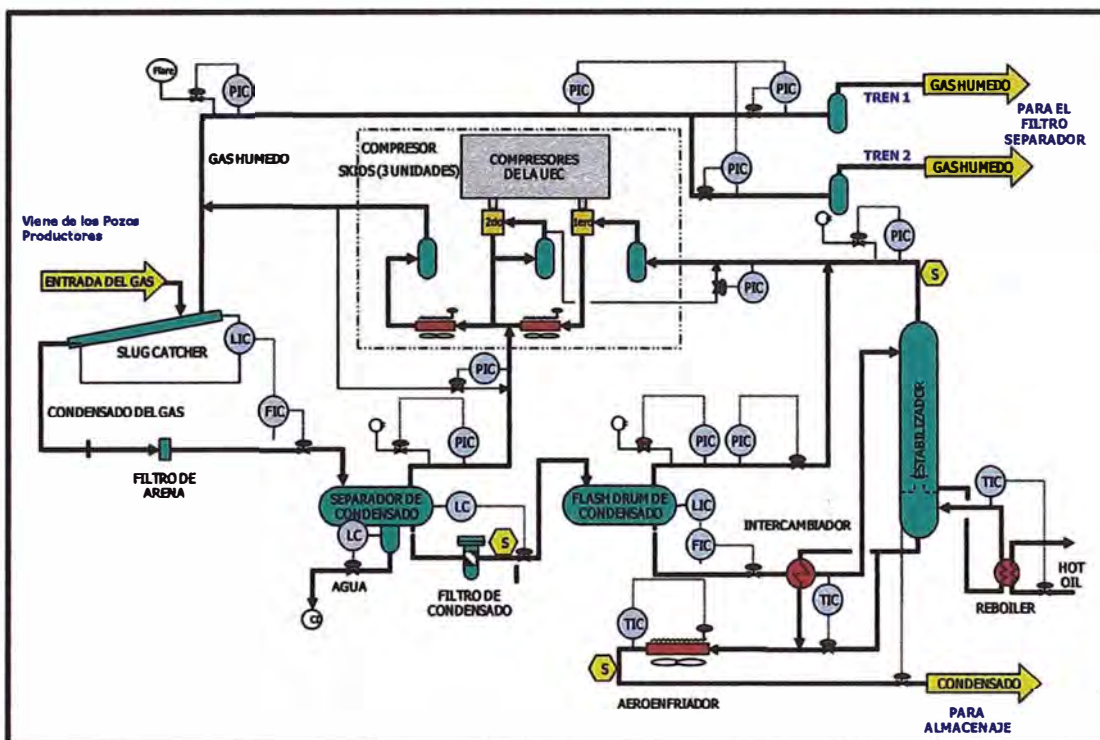 Flare
PIC
PIC
PIC
TREN 1
GAS HUMEDO
PARA EL
FILTRO
SEPARADOR
GAS HUMEDO
COMPRESOR
SKIDS (3 UNIDADES)
COMPRESORES
DE LA UEC
PIC
TREN 2
GAS HUMEDO
Viene de los Pozos
Productores
2do
1ero
PIC
ENTRADA DEL GAS
PIC
S
LIC
SLUG CATCHER
PIC
CONDENSADO DEL GAS
FIC
PIC
PIC
PIC
ESTABILIZADOR
FILTRO DE
ARENA
SEPARADOR DE
CONDENSADO
LC
FLASH DRUM DE
CONDENSADO
LIC
TIC
INTERCAMBIADOR
LC
S
FIC
AGUA
FILTRO DE
CONDENSADO
HOT
OIL
REBOILER
TIC
TIC
S
AEROENFRIADOR
CONDENSADO
PARA
ALMACENAJE